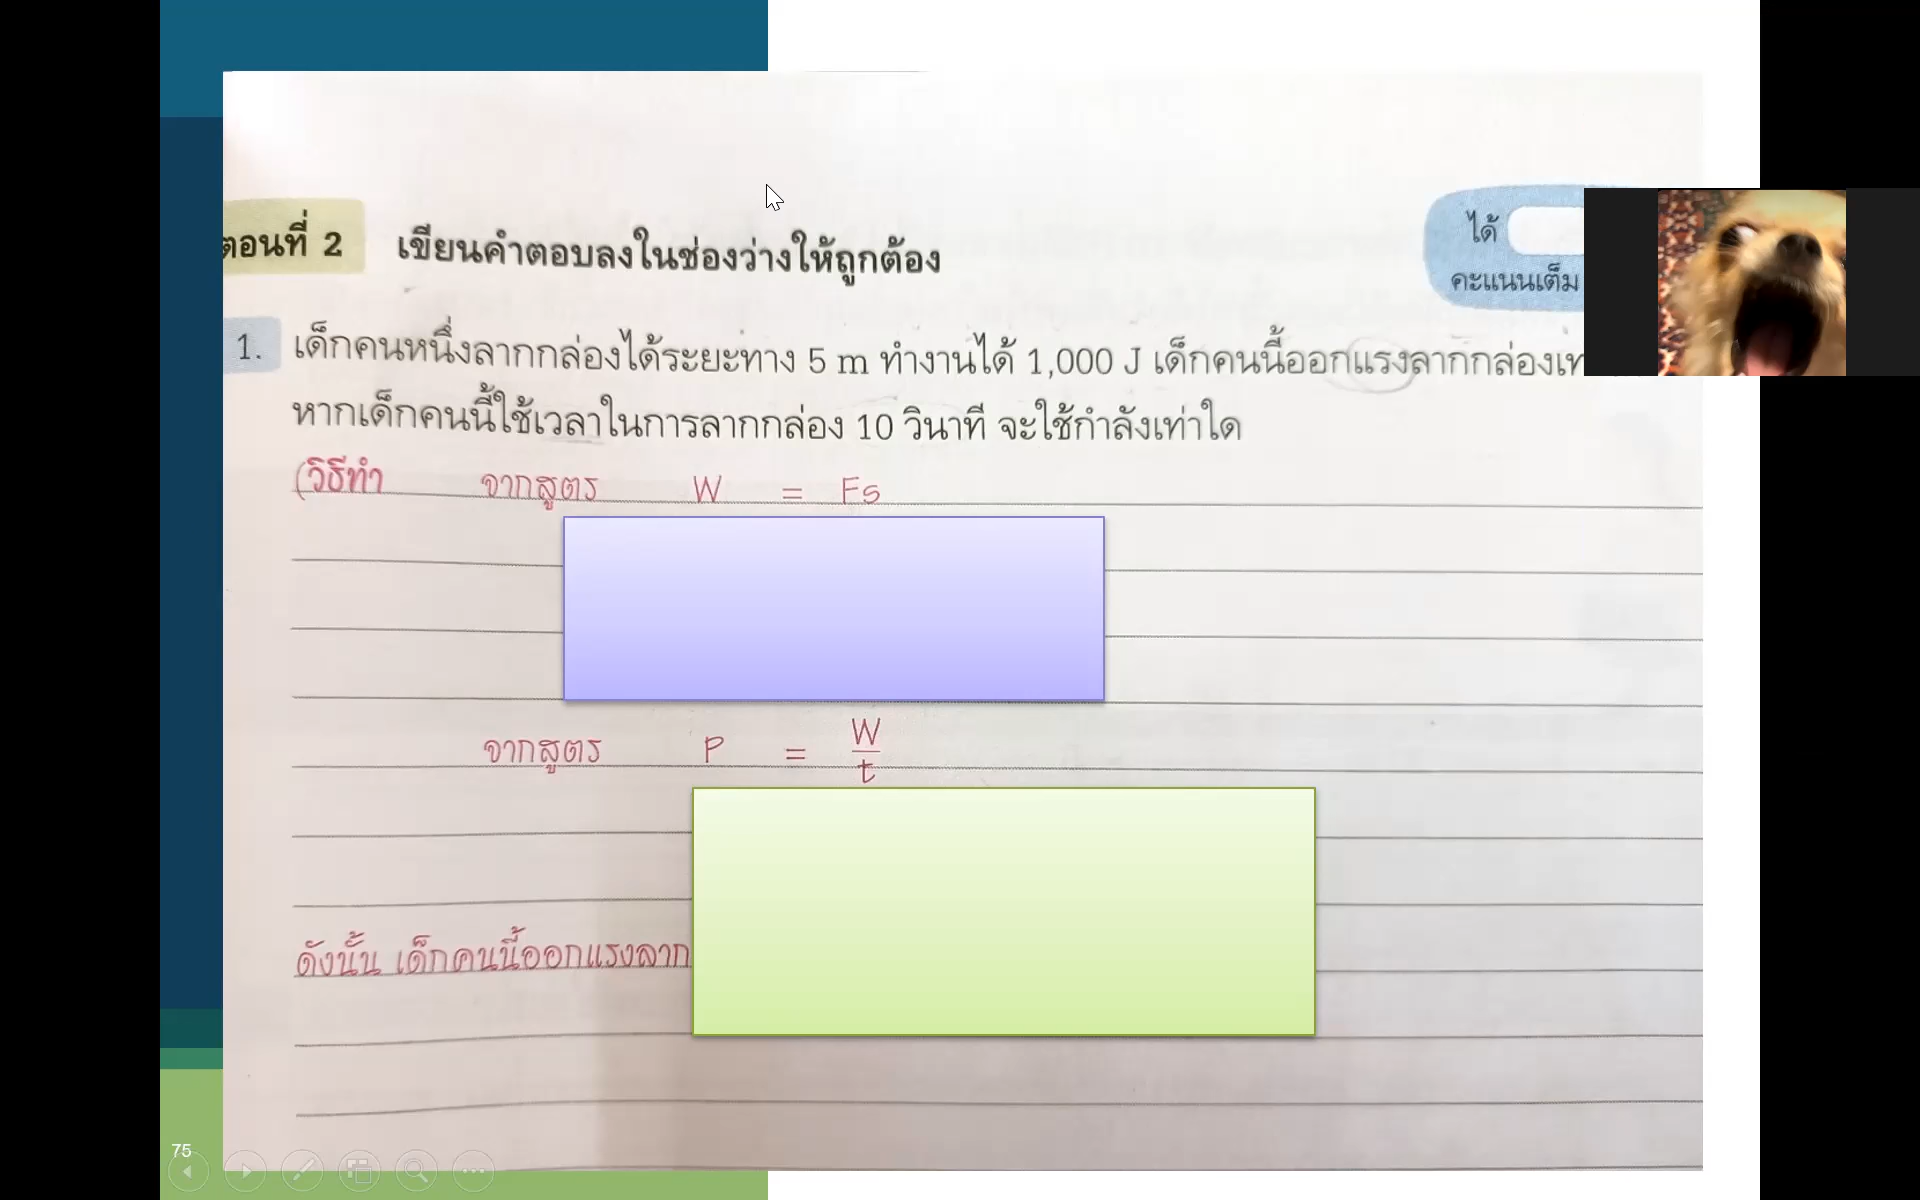 ตอนที่ 2 เขียนคำตอบลงในช่องว่างให้ถูกต้อง
ได้
คะแนนเต็ม
1. เด็กคนหนึ่งลากกล่องได้ระยะทาง 5 m ทำงานได้ 1,000 J เด็กคนนี้ออกแรงลากกล่องเท่
หากเด็กคนนี้ใช้เวลาในการลากกล่อง 10 วินาที จะใช้กำลังเท่าใด
(วิธีทำ จากสูตร W = Fs
จากสูตร P = W/t
ดังนั้น เด็กคนนี้ออกแรงลาก
75